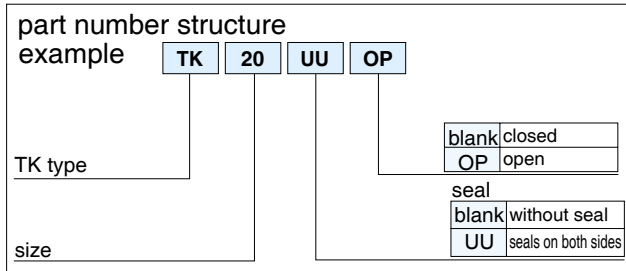 part number structure
example TK 20 UU OP
blank closed
OP open
TK type
seal
blank without seal
UU seals on both sides
size